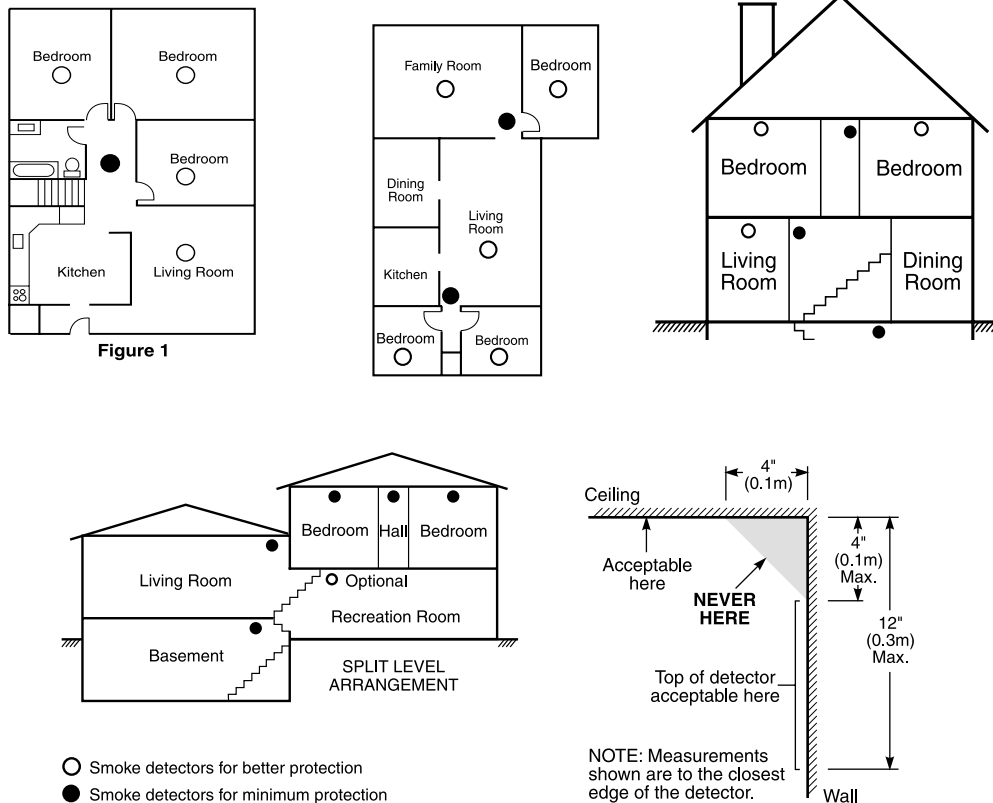 Bedroom
Bedroom
Bedroom
Kitchen
Living Room
Figure 1
Family Room
Bedroom
Dining
Room
Living
Room
Kitchen
Bedroom
Bedroom
Bedroom
Bedroom
Living
Room
Dining
Room
Bedroom
Hall
Bedroom
Living Room
Optional
Recreation Room
Basement
SPLIT LEVEL
ARRANGEMENT
Smoke detectors for better protection
Smoke detectors for minimum protection
4"
(0.1m)
Ceiling
Acceptable
here
NEVER
HERE
4"
(0.1m)
Max.
12"
(0.3m)
Max.
Top of detector
acceptable here
NOTE: Measurements
shown are to the closest
edge of the detector.
Wall